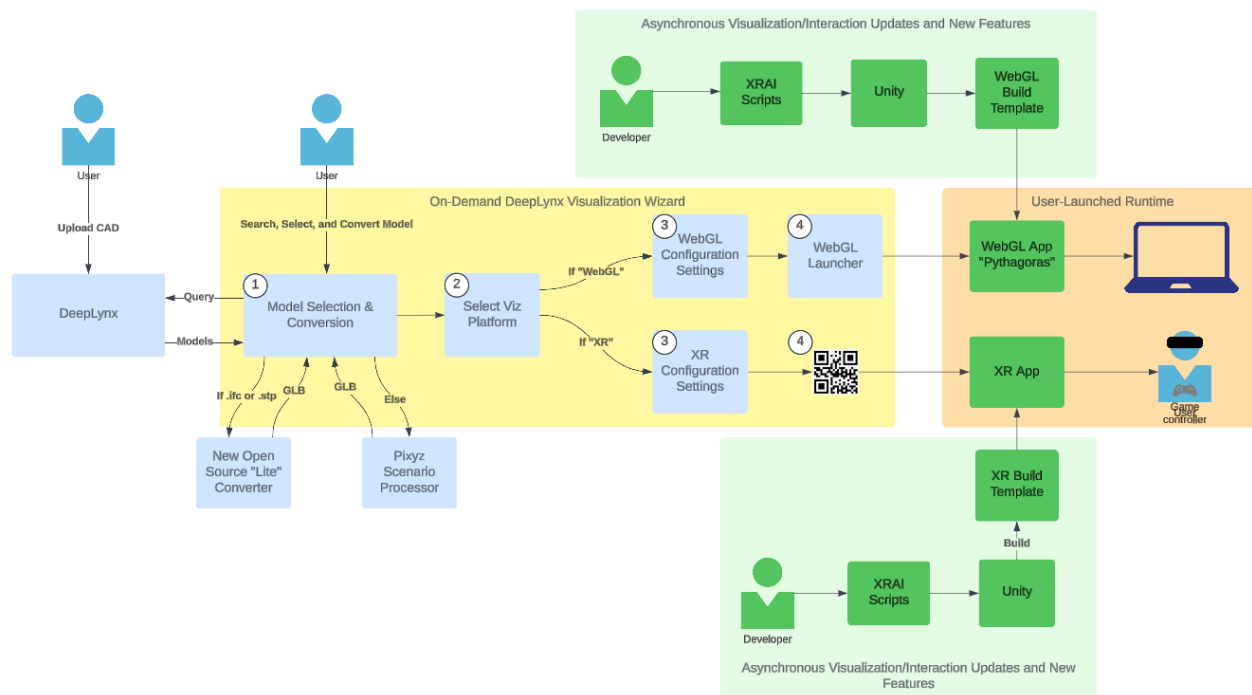 Asynchronous Visualization/Interaction Updates and New Features
Developer
XRAI
Scripts
Unity
WebGL
Build
Template
User
User
Upload CAD
Search, Select, and Convert Model
On-Demand DeepLynx Visualization Wizard
DeepLynx
Query
Models
1
Model Selection &
Conversion
If .ifc or .stp
GLB
GLB
Else
New Open
Source "Lite"
Converter
Pixyz
Scenario
Processor
2
Select Viz
Platform
If "WebGL"
If "XR"
3
WebGL
Configuration
Settings
4
WebGL
Launcher
3
XR
Configuration
Settings
4
User-Launched Runtime
WebGL App
"Pythagoras"
XR App
Game
User
controller
XR Build
Template
Build
Developer
XRAI
Scripts
Unity
Asynchronous Visualization/Interaction Updates and New
Features